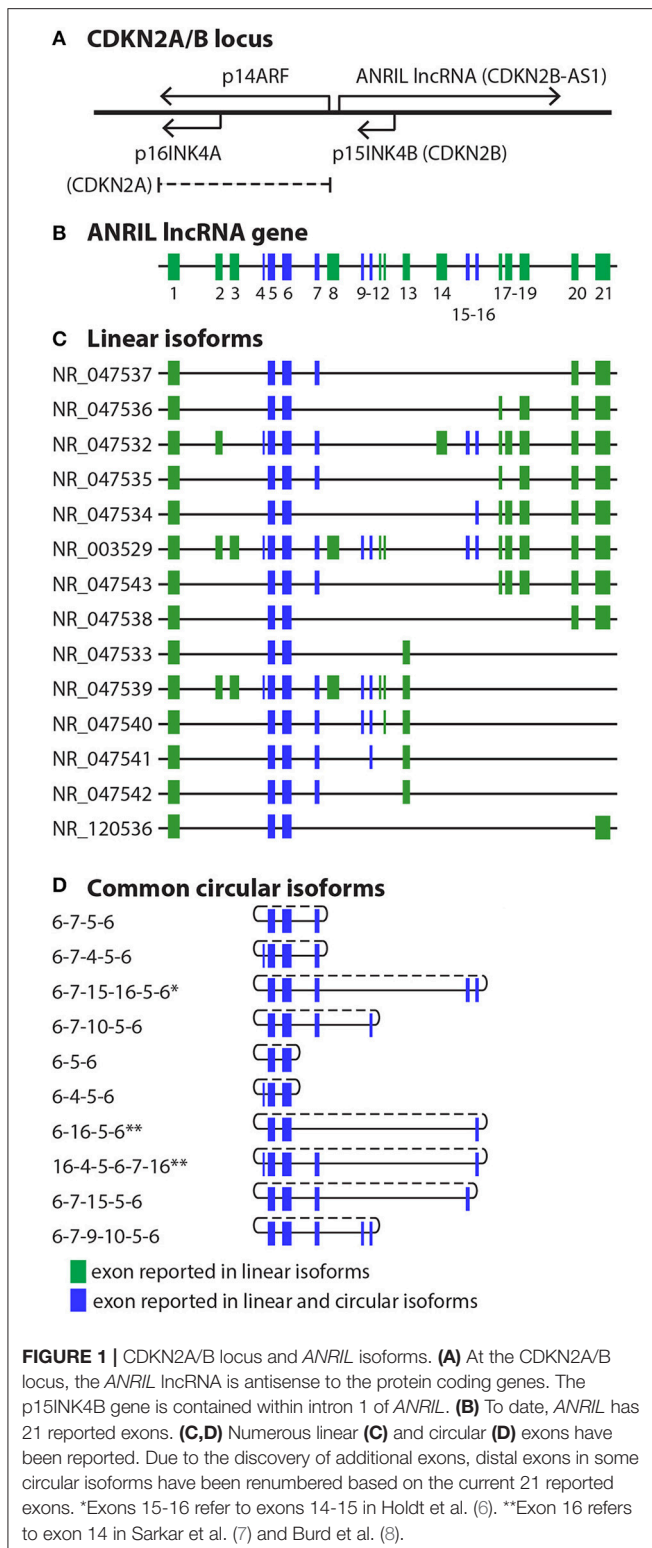 A CDKN2A/B locus
p14ARF
ANRIL lncRNA (CDKN2B-AS1)
p16INK4A
p15INK4B (CDKN2B)
(CDKN2A)
B ANRIL lncRNA gene
1 2 3 4 5 6 7 8 9-12 13 14 17-19 20 21
15-16
C Linear isoforms
NR_047537
NR_047536
NR_047532
NR_047535
NR_047534
NR_003529
NR_047543
NR_047538
NR_047533
NR_047539
NR_047540
NR_047541
NR_047542
NR_120536
D Common circular isoforms
6-7-5-6
6-7-4-5-6
6-7-15-16-5-6*
6-7-10-5-6
6-5-6
6-4-5-6
6-16-5-6**
16-4-5-6-7-16**
6-7-15-5-6
6-7-9-10-5-6
exon reported in linear isoforms
exon reported in linear and circular isoforms
FIGURE 1 | CDKN2A/B locus and ANRIL isoforms. (A) At the CDKN2A/B
locus, the ANRIL lncRNA is antisense to the protein coding genes. The
p15INK4B gene is contained within intron 1 of ANRIL. (B) To date, ANRIL has
21 reported exons. (C,D) Numerous linear (C) and circular (D) exons have
been reported. Due to the discovery of additional exons, distal exons in some
circular isoforms have been renumbered based on the current 21 reported
exons. *Exons 15-16 refer to exons 14-15 in Holdt et al. (6). **Exon 16 refers
to exon 14 in Sarkar et al. (7) and Burd et al. (8).